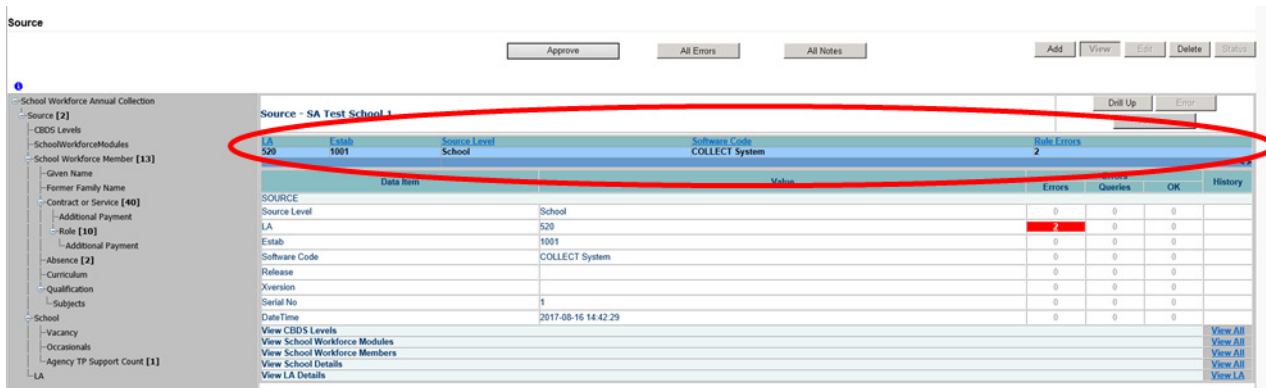 Source
Approve All Errors All Notes Add View Edit Delete Status
School Workforce Annual Collection
Source [2]
CBDS Levels
SchoolWorkforceModules
School Workforce Member [13]
Given Name
Former Family Name
Contract or Service [40]
Additional Payment
Role [10]
Additional Payment
Absence [2]
Curriculum
Qualification
Subjects
School
Vacancy
Occasionals
Agency TP Support Count [1]
LA
Drill Up Error
Source - SA Test School 1
LA Estab Source Level Software Code Rule Errors
520 1001 School COLLECT System 2
Data Item Value Errors History
Errors Queries OK
SOURCE
Source Level School 0 0 0
LA 520 2 0 0
Estab 1001 0 0 0
Software Code COLLECT System 0 0 0
Release 0 0 0
Xversion 0 0 0
Serial No 1 0 0 0
DateTime 2017-08-16 14:42:29 0 0 0
View CBDS Levels View All
View School Workforce Modules View All
View School Workforce Members View All
View School Details View All
View LA Details View LA